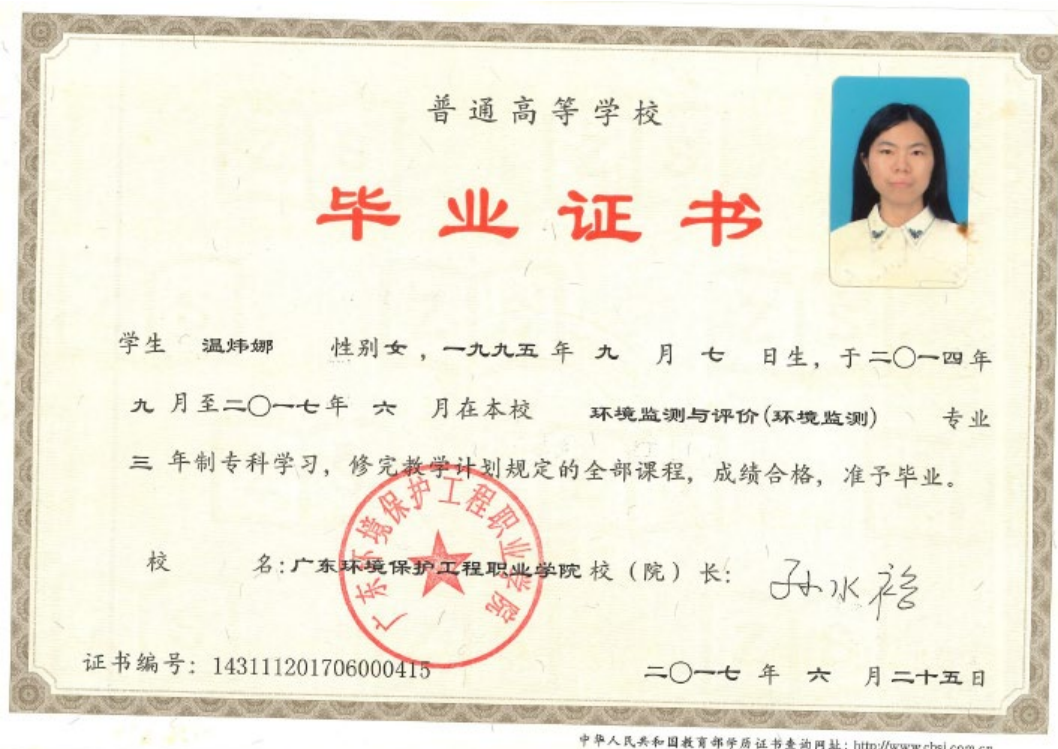 普通高等学校
毕业证书
学生 温炜娜 性别女，一九九五年九月七日生，于二〇一四年
九月至二〇一七年六月在本校 环境监测与评价(环境监测) 专业
三年制专科学习，修完教学计划规定的全部课程，成绩合格，准予毕业。
校 名：广东环境保护工程职业学院 校（院）长：孙水裕
广东环境保护工程职业学院
证书编号：143111201706000415 二〇一七年六月二十五日
中华人民共和国教育部学历证书查询网址：http://www.chsi.com.cn